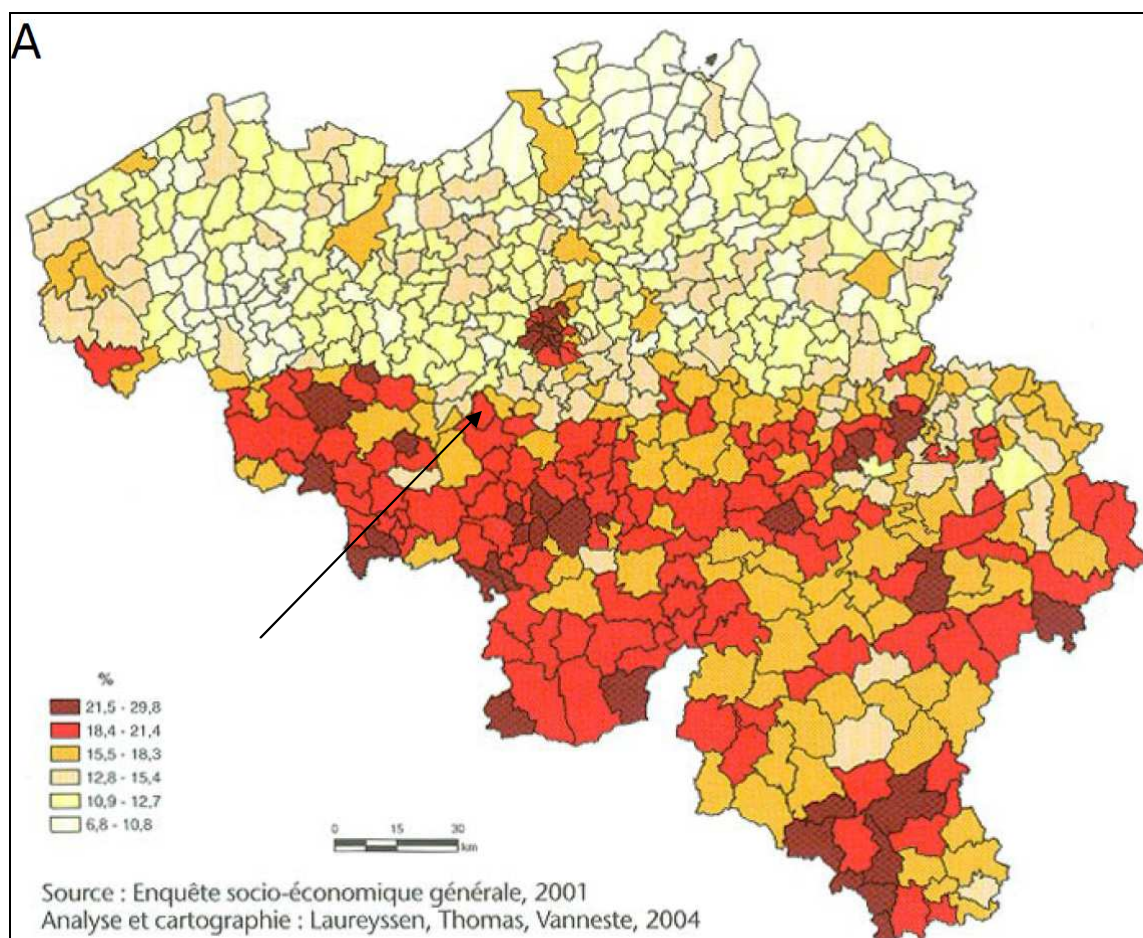 A
%
21,5 - 29,8
18,4 - 21,4
15,5 - 18,3
12,8 - 15,4
10,9 - 12,7
6,8 - 10,8
0 15 30
km
Source : Enquête socio-économique générale, 2001
Analyse et cartographie : Laureyssen, Thomas, Vanneste, 2004